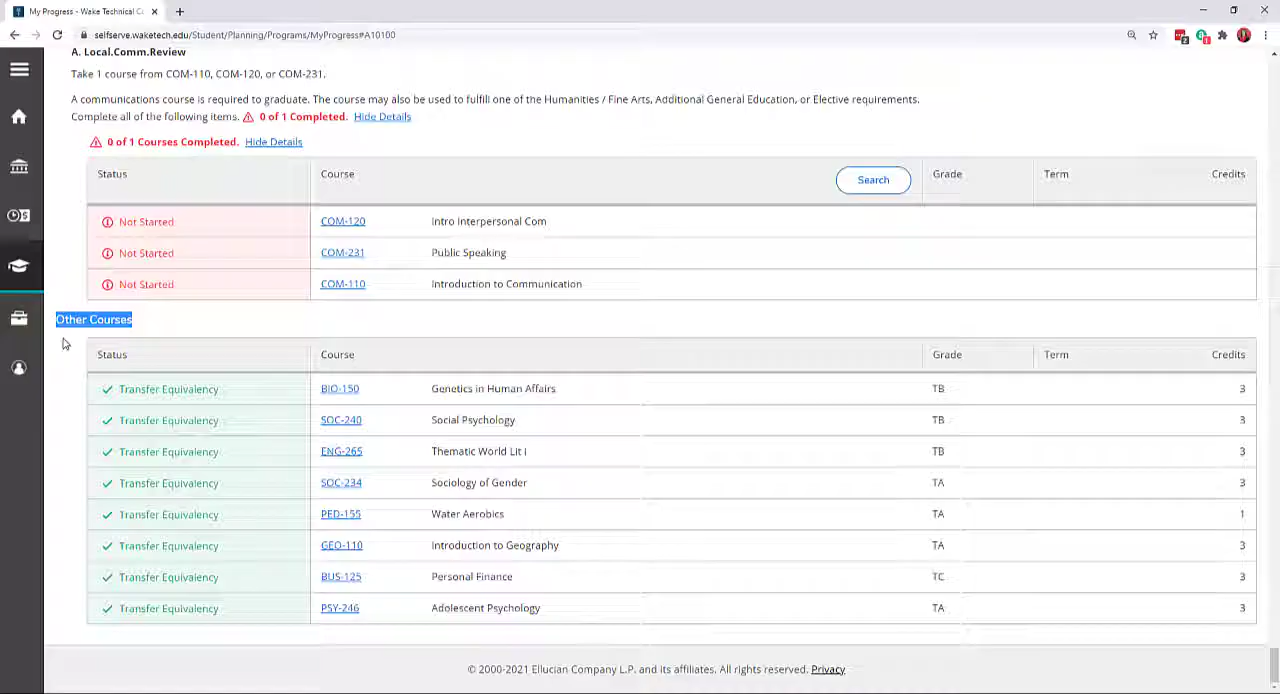 My Progress - Wake Technical Co
selfserve.waketech.edu/Student/Planning/Programs/MyProgress#A10100
A. Local.Comm.Review
Take 1 course from COM-110, COM-120, or COM-231.
A communications course is required to graduate. The course may also be used to fulfill one of the Humanities / Fine Arts, Additional General Education, or Elective requirements.
Complete all of the following items. 0 of 1 Completed. Hide Details
0 of 1 Courses Completed. Hide Details
Status Course Search Grade Term Credits
Not Started COM-120 Intro Interpersonal Com
Not Started COM-231 Public Speaking
Not Started COM-110 Introduction to Communication
Other Courses
Status Course Grade Term Credits
Transfer Equivalency BIO-150 Genetics in Human Affairs TB 3
Transfer Equivalency SOC-240 Social Psychology TB 3
Transfer Equivalency ENG-265 Thematic World Lit I TB 3
Transfer Equivalency SOC-234 Sociology of Gender TA 3
Transfer Equivalency PED-155 Water Aerobics TA 1
Transfer Equivalency GEO-110 Introduction to Geography TA 3
Transfer Equivalency BUS-125 Personal Finance TC 3
Transfer Equivalency PSY-246 Adolescent Psychology TA 3
© 2000-2021 Ellucian Company L.P. and its affiliates. All rights reserved. Privacy